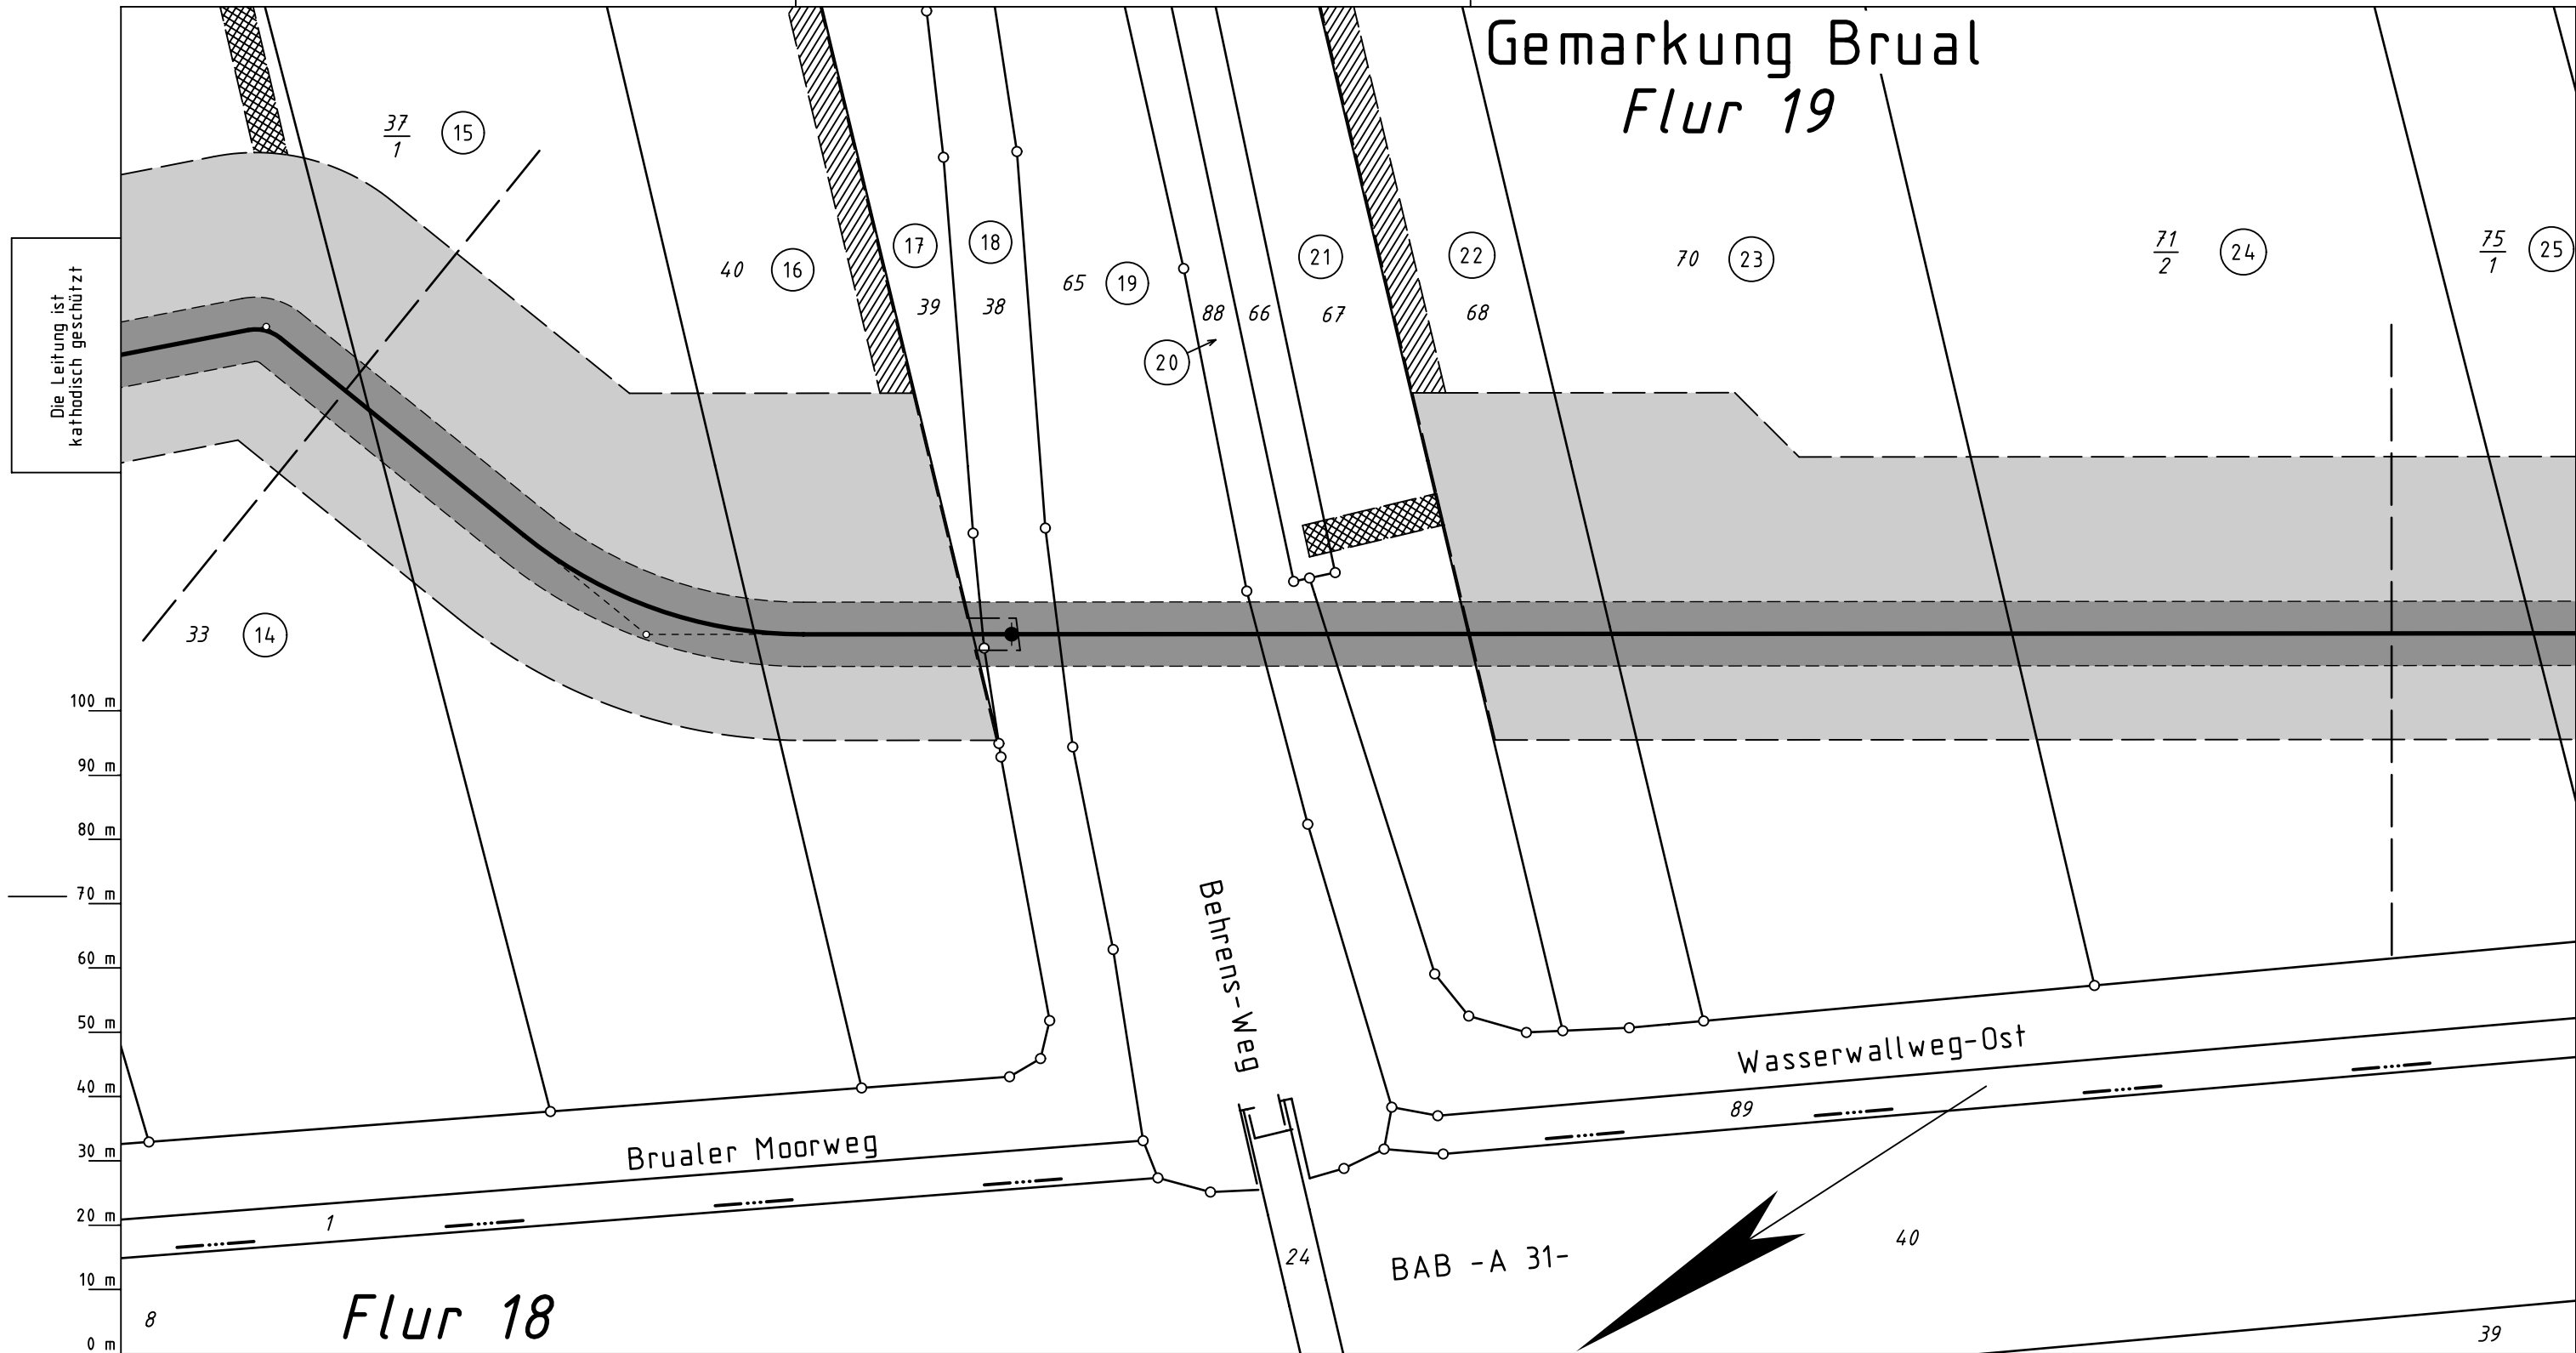 Gemarkung Brual
Flur 19
37
1
15
40
16
17
39
18
38
65
19
88
66
20
21
67
22
68
70
23
71
2
24
75
1
25
Die Leitung ist
kathodisch geschützt
33
14
100 m
90 m
80 m
70 m
60 m
50 m
40 m
30 m
20 m
10 m
0 m
Behrens-Weg
Wasserwallweg-Ost
89
Brualer Moorweg
1
24
BAB -A 31-
40
8
Flur 18
39